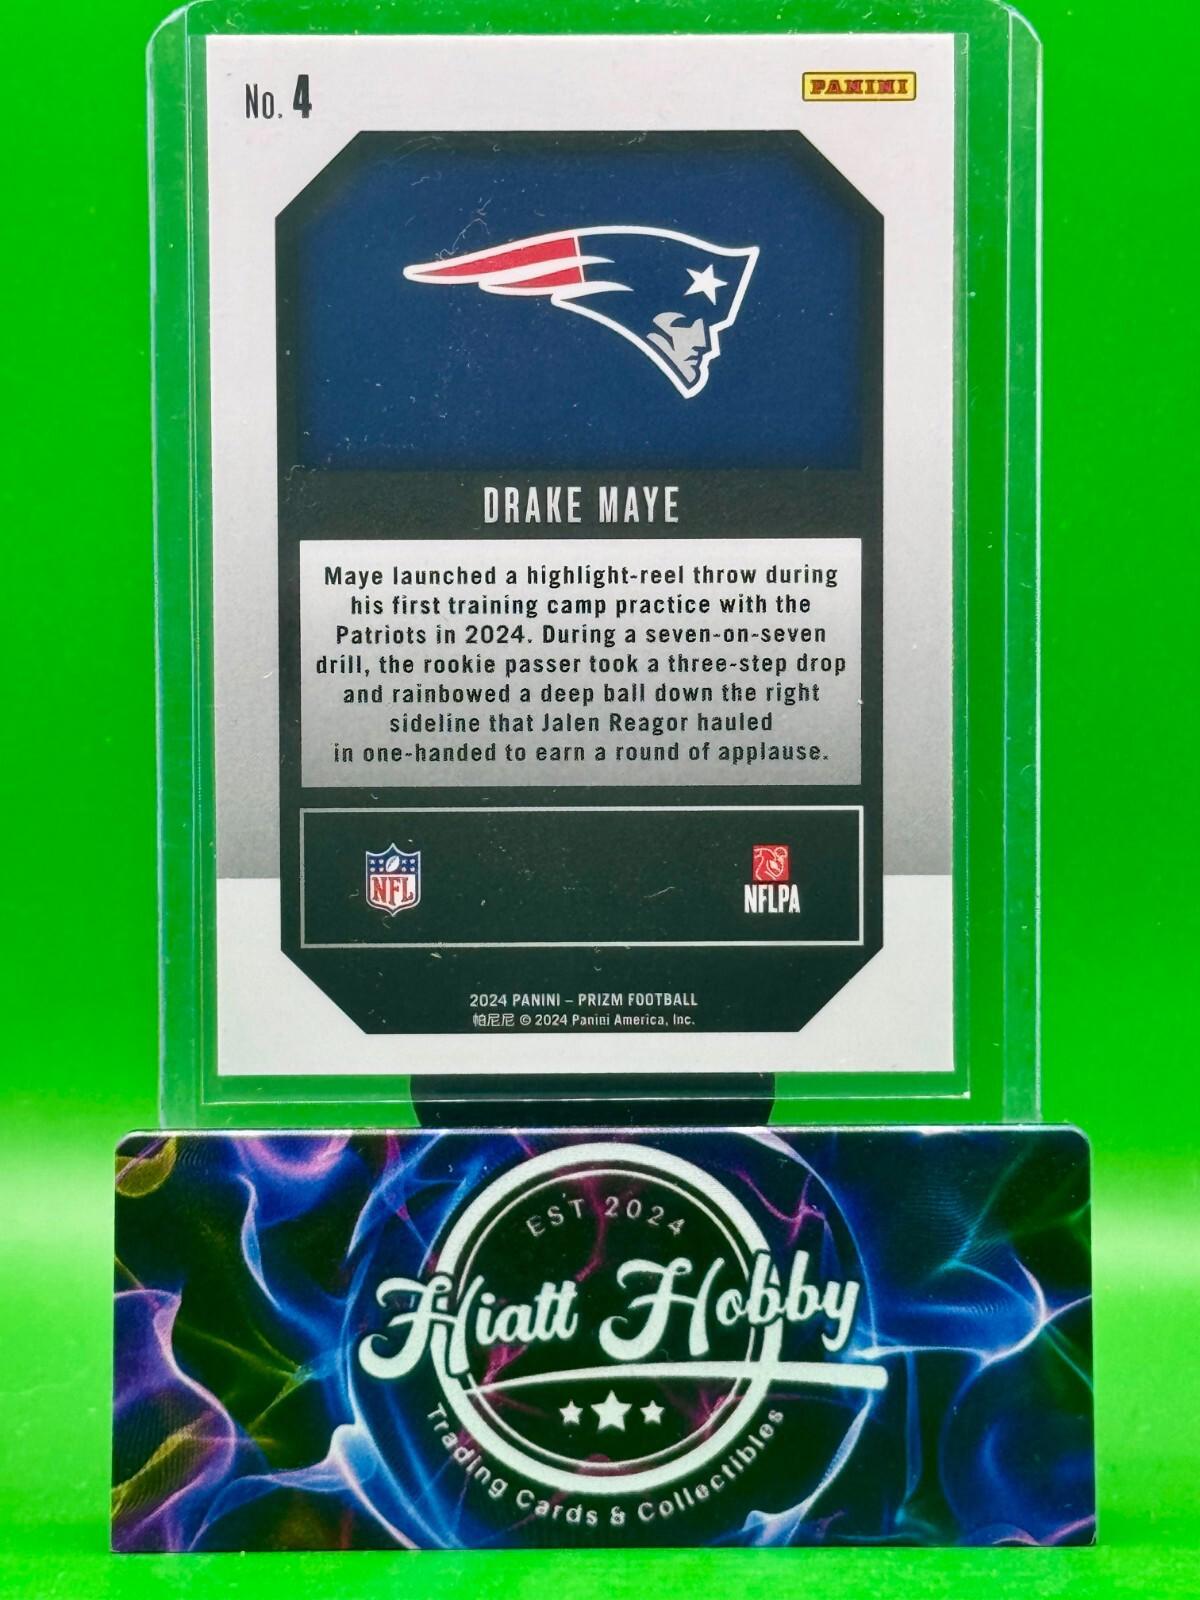 No. 4
PANINI
DRAKE MAYE
Maye launched a highlight-reel throw during
his first training camp practice with the
Patriots in 2024. During a seven-on-seven
drill, the rookie passer took a three-step drop
and rainbowed a deep ball down the right
sideline that Jalen Reagor hauled
in one-handed to earn a round of applause.
NFL
NFLPA
2024 PANINI – PRIZM FOOTBALL
帕尼尼 © 2024 Panini America, Inc.
EST 2024
Hiatt Hobby
Trading Cards & Collectibles